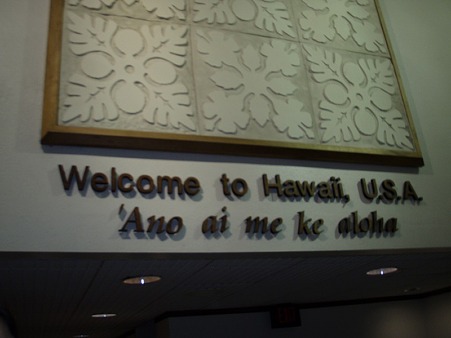 Welcome to Hawaii, U.S.A.
'Ano ai me ke aloha